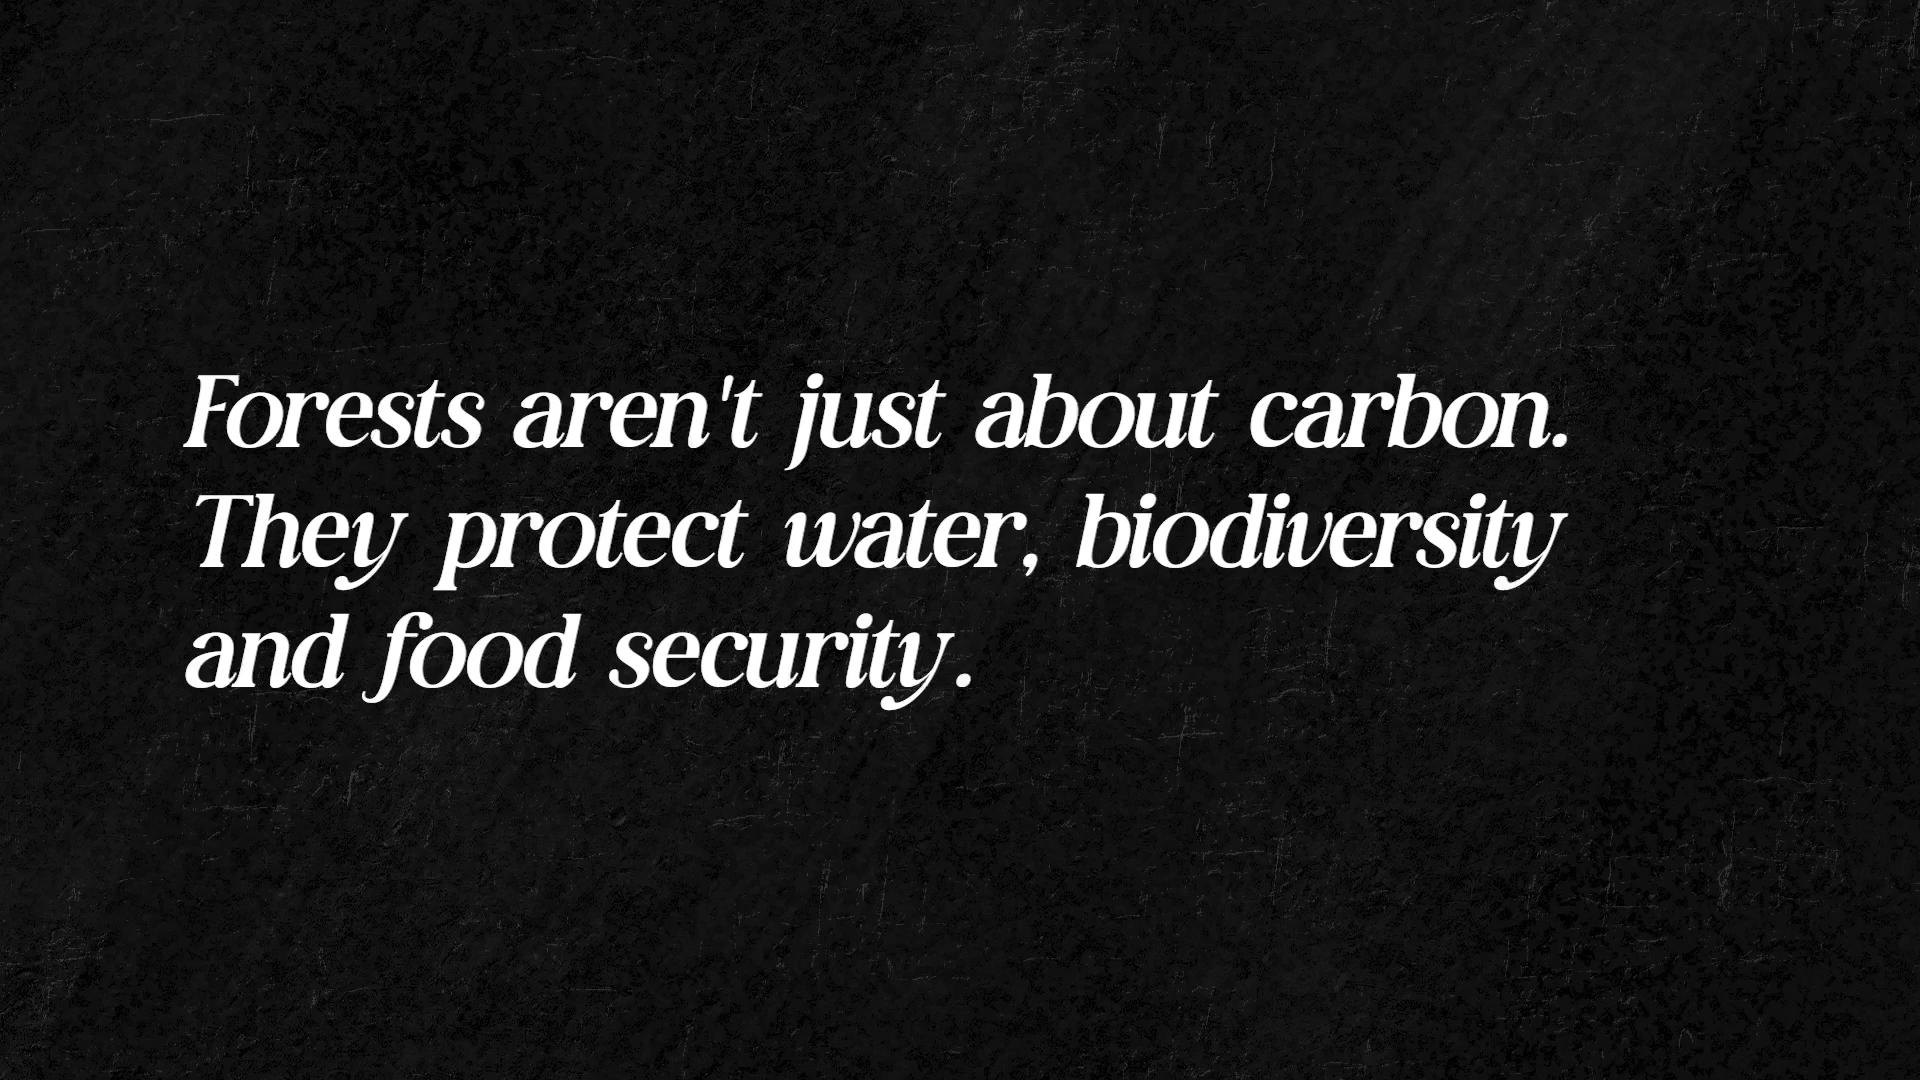 Forests aren't just about carbon.
They protect water, biodiversity
and food security.